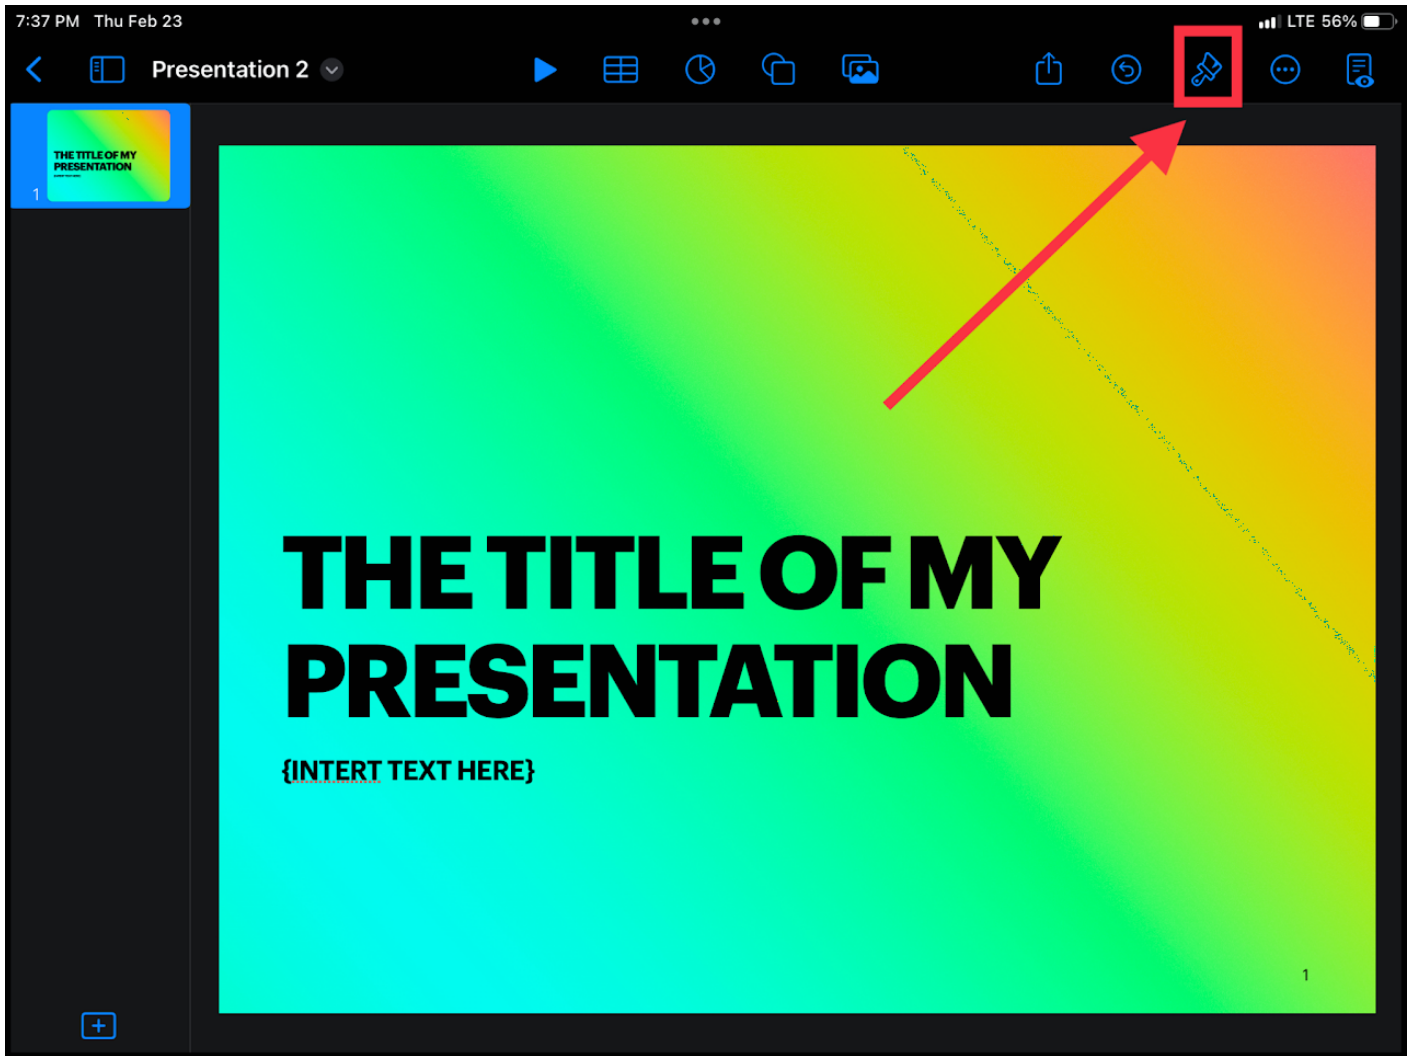 7:37 PM Thu Feb 23
LTE 56%
Presentation 2
THE TITLE OF MY
PRESENTATION
1
THE TITLE OF MY
PRESENTATION
{INTERT TEXT HERE}
1